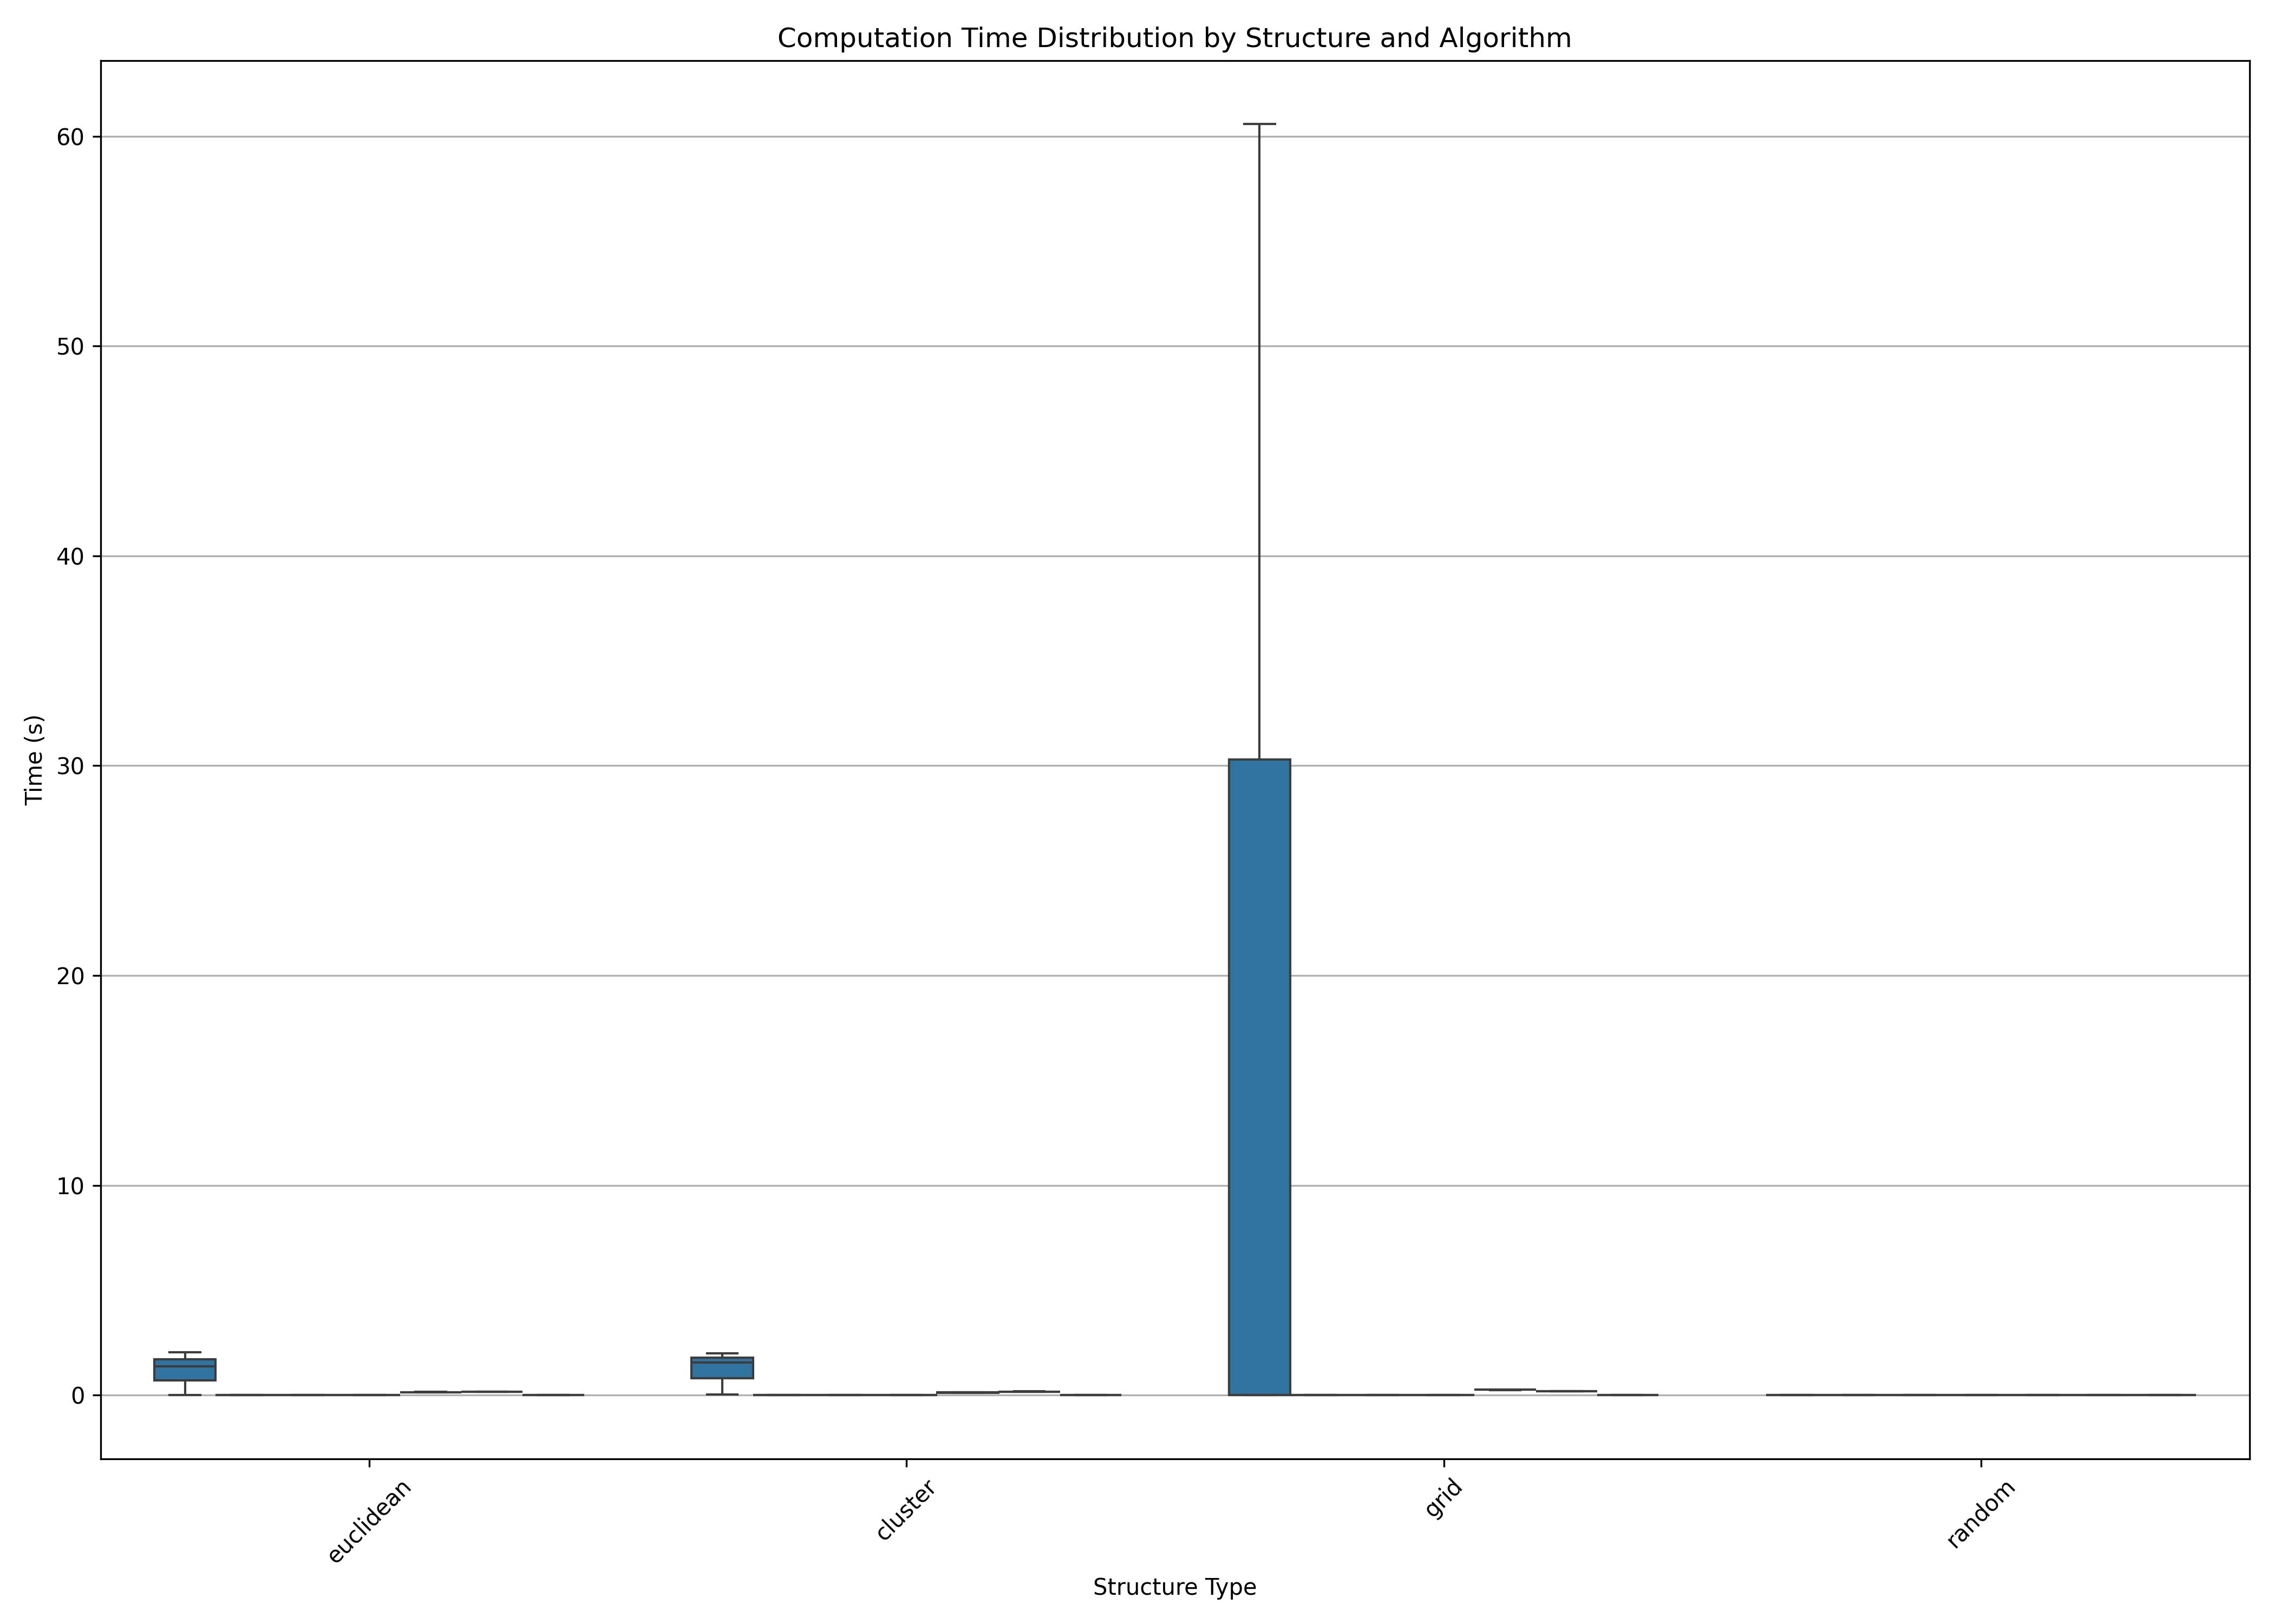 Computation Time Distribution by Structure and Algorithm
60
50
40
30
20
10
0
Time (s)
euclidean
cluster
grid
random
Structure Type